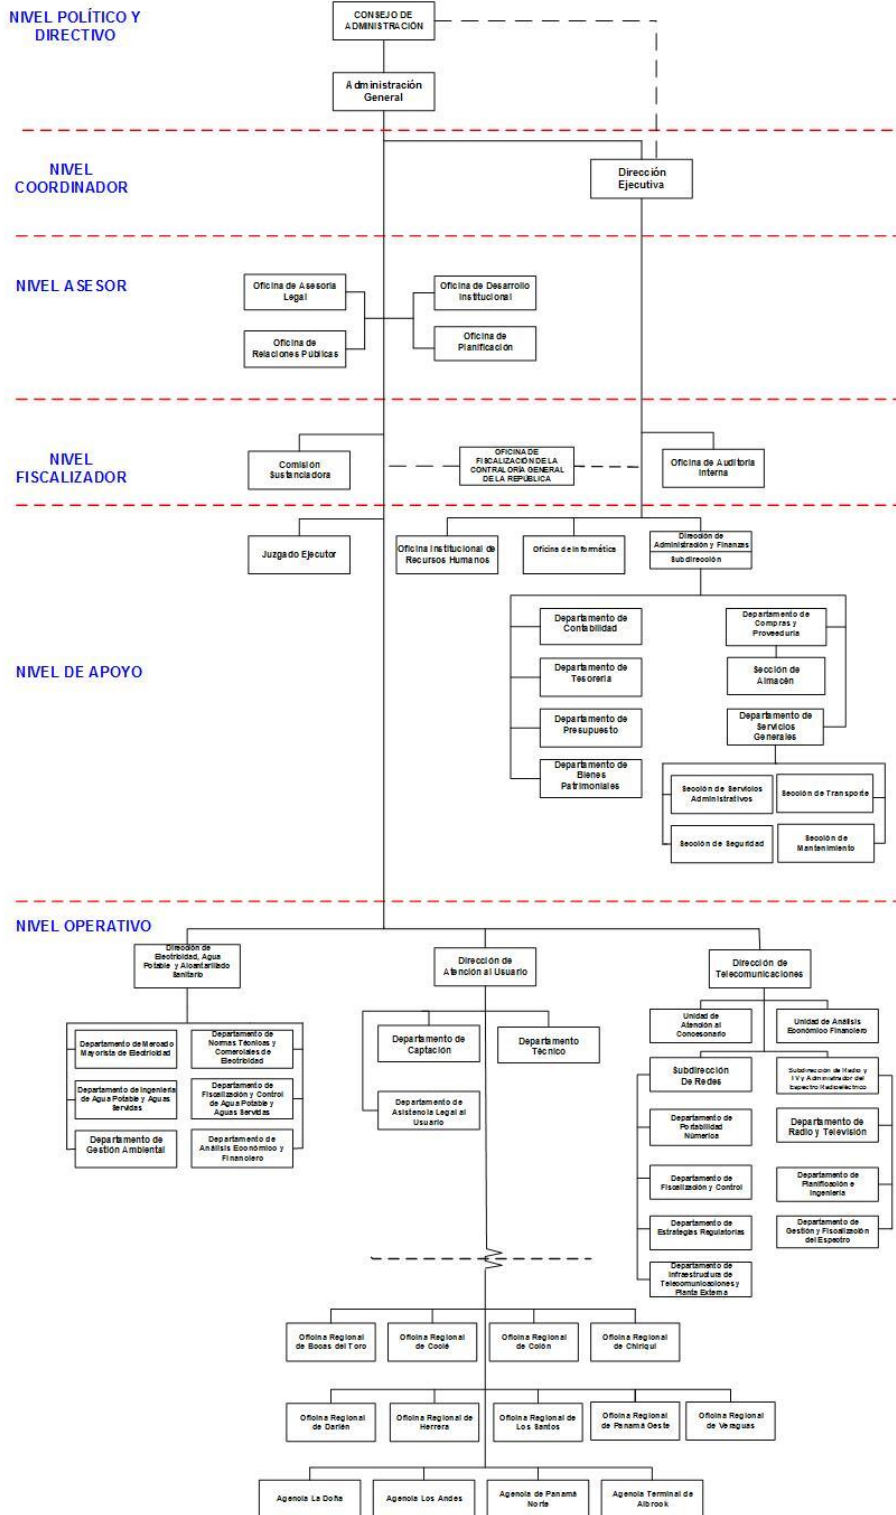 NIVEL POLÍTICO Y
DIRECTIVO
CONSEJO DE
ADMINISTRACIÓN
Administración
General
NIVEL
COORDINADOR
Dirección
Ejecutiva
NIVEL ASESOR
Oficina de Asesoría
Legal
Oficina de Desarrollo
Institucional
Oficina de
Relaciones Públicas
Oficina de
Planificación
NIVEL
FISCALIZADOR
Comisión
Sustanciadora
OFICINA DE
FISCALIZACIÓN DE LA
CONTRALORÍA GENERAL
DE LA REPÚBLICA
Oficina de Auditoría
Interna
Juzgado Ejecutor
Oficina Institucional de
Recursos Humanos
Oficina de Informática
Dirección de
Administración y Finanzas
Subdirección
NIVEL DE APOYO
Departamento de
Contabilidad
Departamento de
Compras y
Proveeduría
Departamento de
Tesorería
Sección de
Almacén
Departamento de
Presupuesto
Departamento de
Servicios
Generales
Departamento de
Bienes
Patrimoniales
Sección de Servicios
Administrativos
Sección de Transporte
Sección de Seguridad
Sección de
Mantenimiento
NIVEL OPERATIVO
Dirección de
Electricidad, Agua
Potable y Alcantarillado
Sanitario
Dirección de
Atención al Usuario
Dirección de
Telecomunicaciones
Departamento de Mercado
Mayorista de Electricidad
Departamento de
Normas Técnicas y
Comerciales de
Electricidad
Departamento de Ingeniería
de Agua Potable y Aguas
Servidas
Departamento de
Fiscalización y Control
de Agua Potable y
Aguas Servidas
Departamento de
Gestión Ambiental
Departamento de
Análisis Económico y
Financiero
Departamento de
Captación
Departamento
Técnico
Departamento de
Asistencia Legal al
Usuario
Unidad de
Atención al
Concesonario
Unidad de Análisis
Económico Financiero
Subdirección
De Redes
Subdirección de Radio y
TV y Administrador del
Espectro Radioeléctrico
Departamento de
Portabilidad
Númerica
Departamento de
Radio y Televisión
Departamento de
Fiscalización y Control
Departamento de
Planificación e
Ingeniería
Departamento de
Estrategias Regulatorias
Departamento de
Gestión y Fiscalización
del Espectro
Departamento de
Infraestructura de
Telecomunicaciones y
Planta Externa
Oficina Regional
de Bocas del Toro
Oficina Regional
de Coclé
Oficina Regional
de Colón
Oficina Regional
de Chiriquí
Oficina Regional
de Darién
Oficina Regional de
Herrera
Oficina Regional de
Los Santos
Oficina Regional
de Panamá Oeste
Oficina Regional
de Veraguas
Agencia La Doña
Agencia Los Andes
Agencia de Panamá
Norte
Agencia Terminal de
Albrook